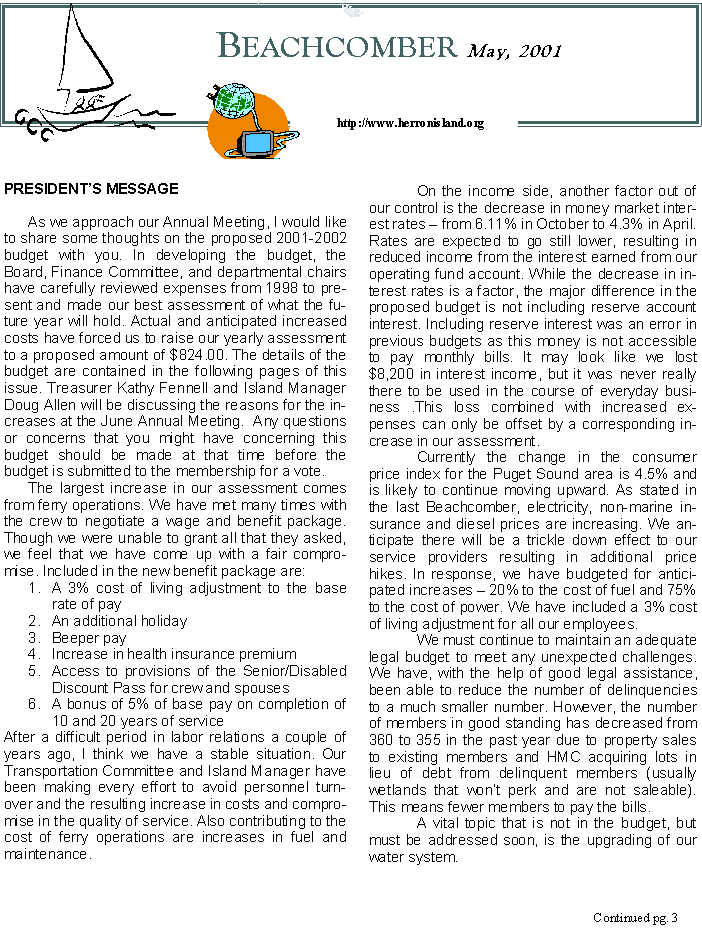 BEACHCOMBER May, 2001
http://www.herronisland.org
PRESIDENT'S MESSAGE
As we approach our Annual Meeting, I would like
to share some thoughts on the proposed 2001-2002
budget with you. In developing the budget, the
Board, Finance Committee, and departmental chairs
have carefully reviewed expenses from 1998 to pre-
sent and made our best assessment of what the fu-
ture year will hold. Actual and anticipated increased
costs have forced us to raise our yearly assessment
to a proposed amount of $824.00. The details of the
budget are contained in the following pages of this
issue. Treasurer Kathy Fennell and Island Manager
Doug Allen will be discussing the reasons for the in-
creases at the June Annual Meeting. Any questions
or concerns that you might have concerning this
budget should be made at that time before the
budget is submitted to the membership for a vote.
The largest increase in our assessment comes
from ferry operations. We have met many times with
the crew to negotiate a wage and benefit package.
Though we were unable to grant all that they asked,
we feel that we have come up with a fair compro-
mise. Included in the new benefit package are:
1. A 3% cost of living adjustment to the base
rate of pay
2. An additional holiday
3. Beeper pay
4. Increase in health insurance premium
5. Access to provisions of the Senior/Disabled
Discount Pass for crew and spouses
6. A bonus of 5% of base pay on completion of
10 and 20 years of service
After a difficult period in labor relations a couple of
years ago, I think we have a stable situation. Our
Transportation Committee and Island Manager have
been making every effort to avoid personnel turn-
over and the resulting increase in costs and compro-
mise in the quality of service. Also contributing to the
cost of ferry operations are increases in fuel and
maintenance.
On the income side, another factor out of
our control is the decrease in money market inter-
est rates – from 6.11% in October to 4.3% in April.
Rates are expected to go still lower, resulting in
reduced income from the interest earned from our
operating fund account. While the decrease in in-
terest rates is a factor, the major difference in the
proposed budget is not including reserve account
interest. Including reserve interest was an error in
previous budgets as this money is not accessible
to pay monthly bills. It may look like we lost
$8,200 in interest income, but it was never really
there to be used in the course of everyday busi-
ness .This loss combined with increased ex-
penses can only be offset by a corresponding in-
crease in our assessment.
Currently the change in the consumer
price index for the Puget Sound area is 4.5% and
is likely to continue moving upward. As stated in
the last Beachcomber, electricity, non-marine in-
surance and diesel prices are increasing. We an-
ticipate there will be a trickle down effect to our
service providers resulting in additional price
hikes. In response, we have budgeted for antici-
pated increases – 20% to the cost of fuel and 75%
to the cost of power. We have included a 3% cost
of living adjustment for all our employees.
We must continue to maintain an adequate
legal budget to meet any unexpected challenges.
We have, with the help of good legal assistance,
been able to reduce the number of delinquencies
to a much smaller number. However, the number
of members in good standing has decreased from
360 to 355 in the past year due to property sales
to existing members and HMC acquiring lots in
lieu of debt from delinquent members (usually
wetlands that won't perk and are not saleable).
This means fewer members to pay the bills.
A vital topic that is not in the budget, but
must be addressed soon, is the upgrading of our
water system.
Continued pg. 3